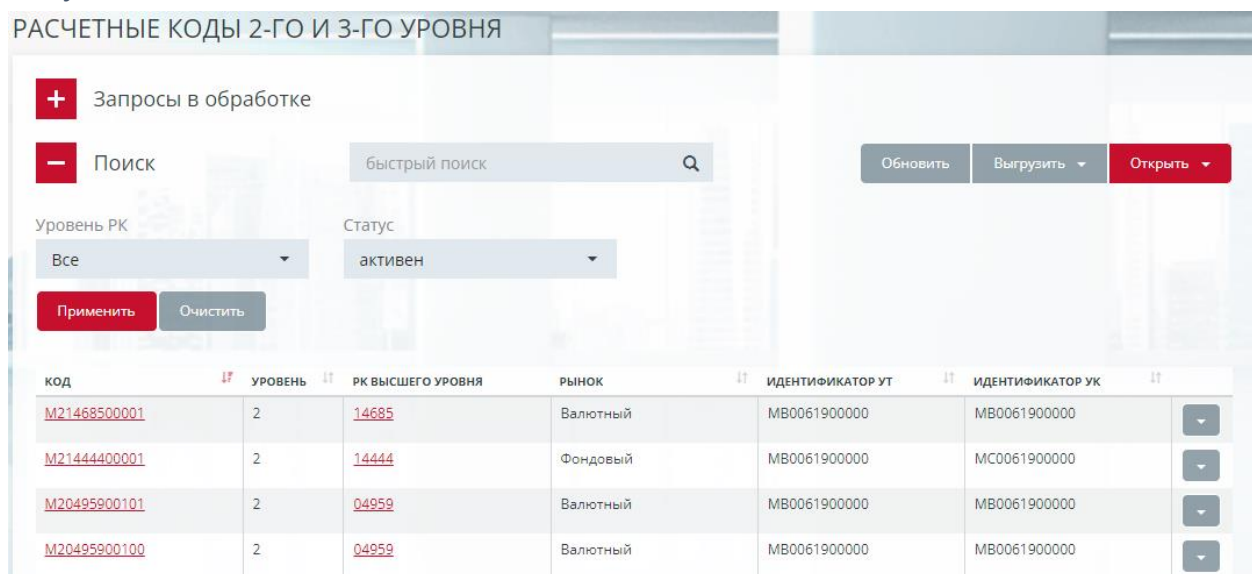 РАСЧЕТНЫЕ КОДЫ 2-ГО И 3-ГО УРОВНЯ
Запросы в обработке
Поиск быстрый поиск Обновить Выгрузить Открыть
Уровень РК Статус
Все активен
Применить Очистить
КОД УРОВЕНЬ РК ВЫСШЕГО УРОВНЯ РЫНОК ИДЕНТИФИКАТОР УТ ИДЕНТИФИКАТОР УК
M21468500001 2 14685 Валютный MB0061900000 MB0061900000
M21444400001 2 14444 Фондовый MB0061900000 MC0061900000
M20495900101 2 04959 Валютный MB0061900000 MB0061900000
M20495900100 2 04959 Валютный MB0061900000 MB0061900000